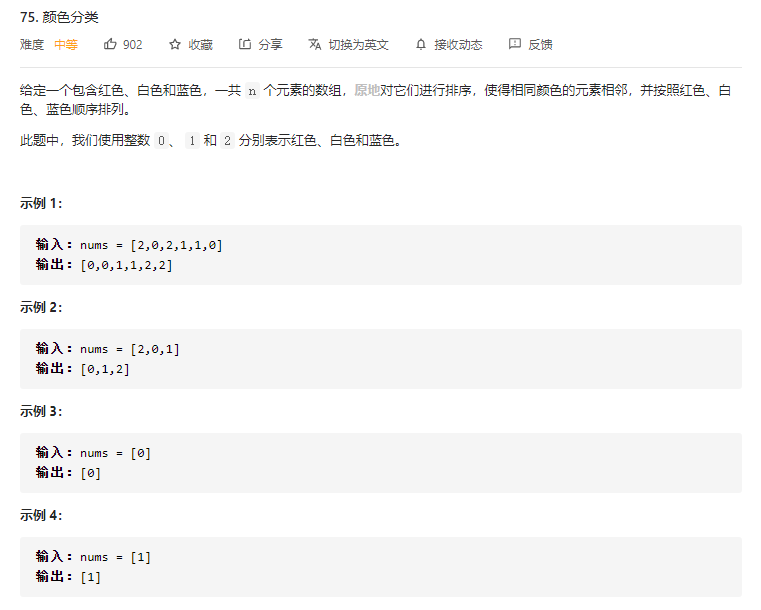 75. 颜色分类
难度 中等 902 收藏 分享 切换为英文 接收动态 反馈
给定一个包含红色、白色和蓝色，一共 n 个元素的数组，原地对它们进行排序，使得相同颜色的元素相邻，并按照红色、白
色、蓝色顺序排列。
此题中，我们使用整数 0 、 1 和 2 分别表示红色、白色和蓝色。
示例 1：
输入：nums = [2,0,2,1,1,0]
输出：[0,0,1,1,2,2]
示例 2：
输入：nums = [2,0,1]
输出：[0,1,2]
示例 3：
输入：nums = [0]
输出：[0]
示例 4：
输入：nums = [1]
输出：[1]